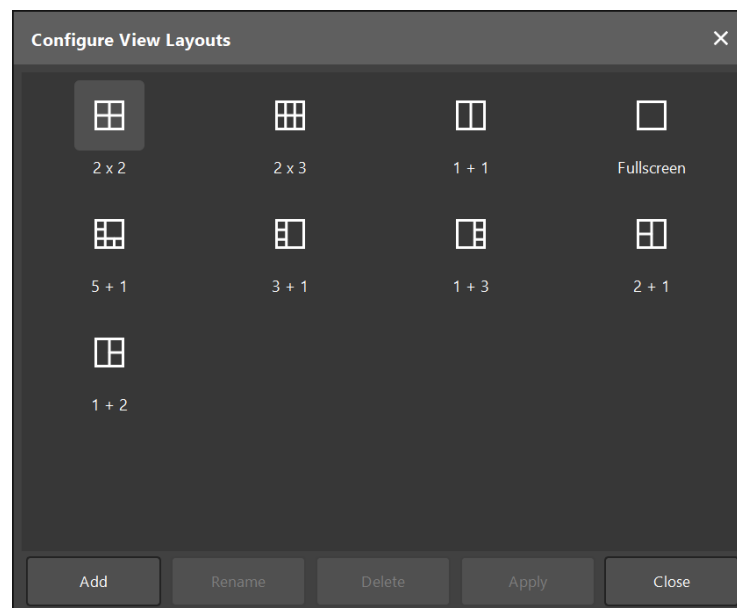 Configure View Layouts
2 x 2
2 x 3
1 + 1
Fullscreen
5 + 1
3 + 1
1 + 3
2 + 1
1 + 2
Add
Rename
Delete
Apply
Close